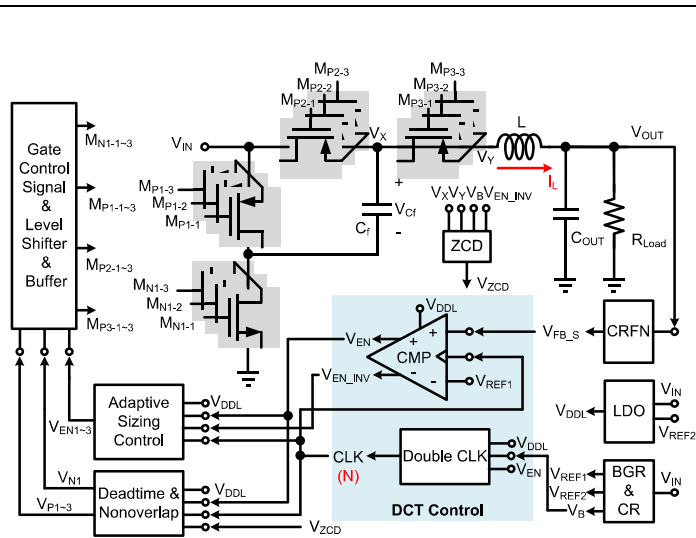 M_P2-3
M_P2-2
M_P2-1
M_P3-3
M_P3-2
M_P3-1
L
V_IN
V_X
V_Y
V_OUT
I_L
Gate
Control
Signal
&
Level
Shifter
&
Buffer
M_N1-1~3
M_P1-1~3
M_P2-1~3
M_P3-1~3
M_P1-3
M_P1-2
M_P1-1
+
V_Cf
-
C_f
V_X V_Y V_B V_EN_INV
ZCD
V_ZCD
C_OUT
R_Load
M_N1-3
M_N1-2
M_N1-1
V_DDL
V_EN
V_EN_INV
+
-
CMP
+
-
V_FB_S
V_REF1
CRFN
V_DDL
LDO
V_IN
V_REF2
Adaptive
Sizing
Control
V_DDL
V_EN1~3
CLK
(N)
Double CLK
V_DDL
V_EN
DCT Control
V_REF1
V_REF2
V_B
BGR
&
CR
V_IN
V_N1
V_P1~3
Deadtime &
Nonoverlap
V_DDL
V_ZCD